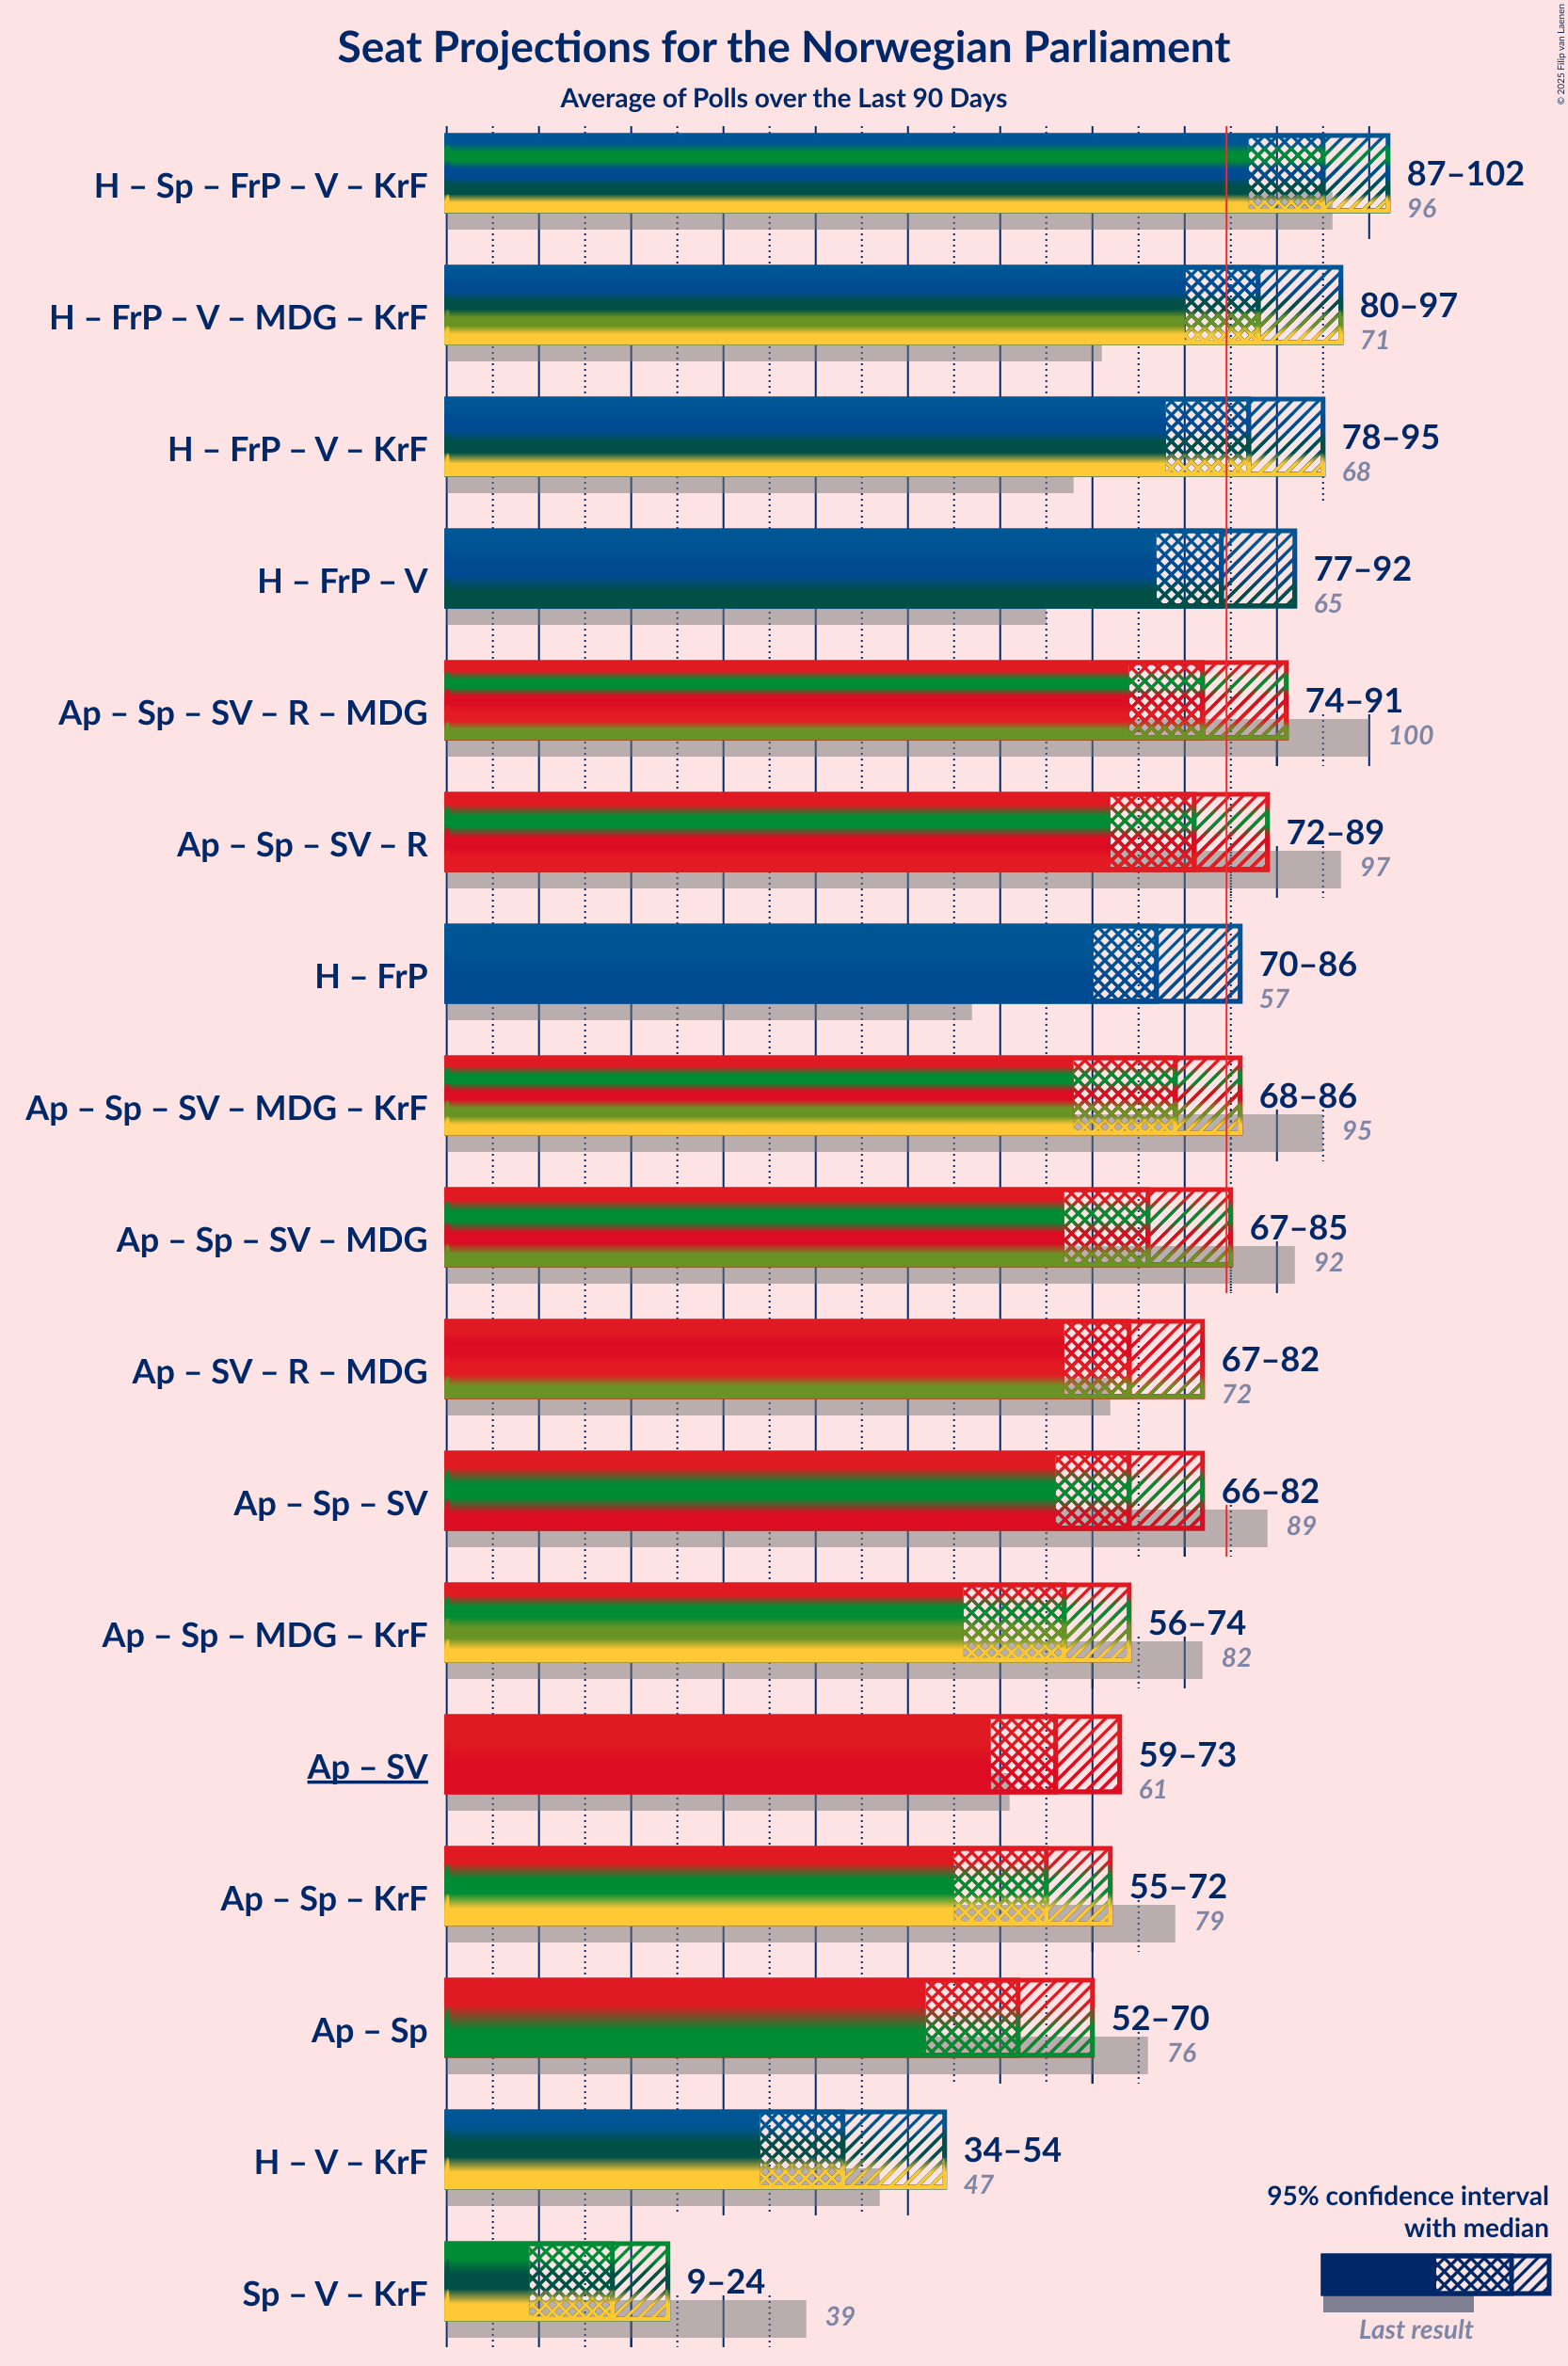 Seat Projections for the Norwegian Parliament
Average of Polls over the Last 90 Days
© 2025 Filip van Laenen
H – Sp – FrP – V – KrF
87–102
96
H – FrP – V – MDG – KrF
80–97
71
H – FrP – V – KrF
78–95
68
H – FrP – V
77–92
65
Ap – Sp – SV – R – MDG
74–91
100
Ap – Sp – SV – R
72–89
97
H – FrP
70–86
57
Ap – Sp – SV – MDG – KrF
68–86
95
Ap – Sp – SV – MDG
67–85
92
Ap – SV – R – MDG
67–82
72
Ap – Sp – SV
66–82
89
Ap – Sp – MDG – KrF
56–74
82
Ap – SV
59–73
61
Ap – Sp – KrF
55–72
79
Ap – Sp
52–70
76
H – V – KrF
34–54
47
Sp – V – KrF
9–24
39
95% confidence interval
with median
Last result